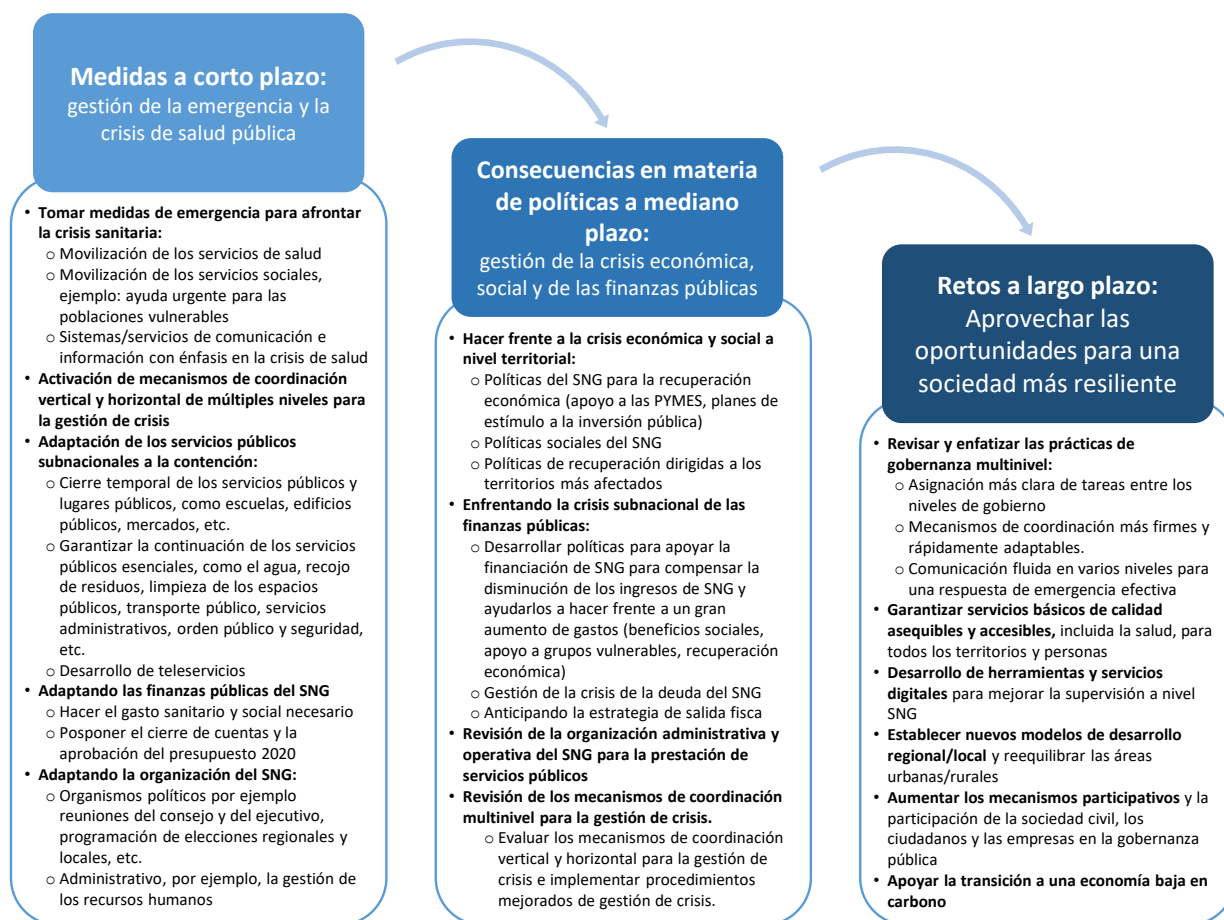 Medidas a corto plazo:
gestión de la emergencia y la
crisis de salud pública
• Tomar medidas de emergencia para afrontar
la crisis sanitaria:
o Movilización de los servicios de salud
o Movilización de los servicios sociales,
ejemplo: ayuda urgente para las
poblaciones vulnerables
o Sistemas/servicios de comunicación e
información con énfasis en la crisis de salud
• Activación de mecanismos de coordinación
vertical y horizontal de múltiples niveles para
la gestión de crisis
• Adaptación de los servicios públicos
subnacionales a la contención:
o Cierre temporal de los servicios públicos y
lugares públicos, como escuelas, edificios
públicos, mercados, etc.
o Garantizar la continuación de los servicios
públicos esenciales, como el agua, recojo
de residuos, limpieza de los espacios
públicos, transporte público, servicios
administrativos, orden público y seguridad,
etc.
o Desarrollo de teleservicios
• Adaptando las finanzas públicas del SNG
o Hacer el gasto sanitario y social necesario
o Posponer el cierre de cuentas y la
aprobación del presupuesto 2020
• Adaptando la organización del SNG:
o Organismos políticos por ejemplo
reuniones del consejo y del ejecutivo,
programación de elecciones regionales y
locales, etc.
o Administrativo, por ejemplo, la gestión de
los recursos humanos
Consecuencias en materia
de políticas a mediano
plazo:
gestión de la crisis económica,
social y de las finanzas públicas
• Hacer frente a la crisis económica y social a
nivel territorial:
o Políticas del SNG para la recuperación
económica (apoyo a las PYMES, planes de
estímulo a la inversión pública)
o Políticas sociales del SNG
o Políticas de recuperación dirigidas a los
territorios más afectados
• Enfrentando la crisis subnacional de las
finanzas públicas:
o Desarrollar políticas para apoyar la
financiación de SNG para compensar la
disminución de los ingresos de SNG y
ayudarlos a hacer frente a un gran
aumento de gastos (beneficios sociales,
apoyo a grupos vulnerables, recuperación
económica)
o Gestión de la crisis de la deuda del SNG
o Anticipando la estrategia de salida fisca
• Revisión de la organización administrativa y
operativa del SNG para la prestación de
servicios públicos
• Revisión de los mecanismos de coordinación
multinivel para la gestión de crisis.
o Evaluar los mecanismos de coordinación
vertical y horizontal para la gestión de
crisis e implementar procedimientos
mejorados de gestión de crisis.
Retos a largo plazo:
Aprovechar las
oportunidades para una
sociedad más resiliente
• Revisar y enfatizar las prácticas de
gobernanza multinivel:
o Asignación más clara de tareas entre los
niveles de gobierno
o Mecanismos de coordinación más firmes y
rápidamente adaptables.
o Comunicación fluida en varios niveles para
una respuesta de emergencia efectiva
• Garantizar servicios básicos de calidad
asequibles y accesibles, incluida la salud, para
todos los territorios y personas
• Desarrollo de herramientas y servicios
digitales para mejorar la supervisión a nivel
SNG
• Establecer nuevos modelos de desarrollo
regional/local y reequilibrar las áreas
urbanas/rurales
• Aumentar los mecanismos participativos y la
participación de la sociedad civil, los
ciudadanos y las empresas en la gobernanza
pública
• Apoyar la transición a una economía baja en
carbono